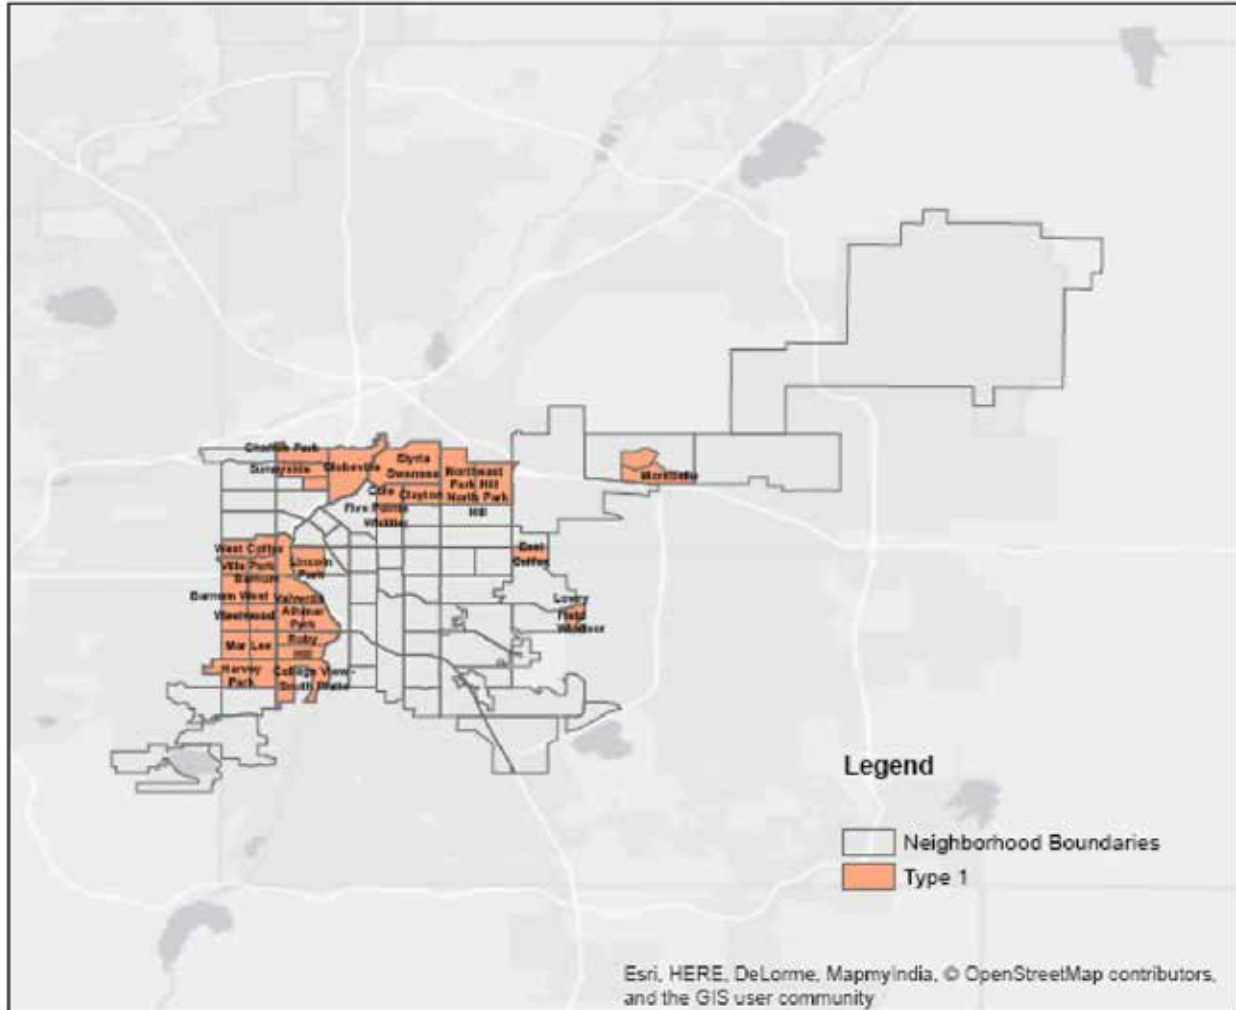 Chaffee Park
Sunnyside
Globeville
Elyria
Swansea
Northeast
Park Hill
North Park
Hill
Cole
Clayton
Five Points
Whittier
Montbello
West Colfax
Villa Park
Barnum
Lincoln
Park
East
Colfax
Barnum West
Valverde
Westwood
Athmar
Park
Lowry
Field
Windsor
Mar Lee
Ruby
Hill
Harvey
Park
College View -
South Platte
Legend
Neighborhood Boundaries
Type 1
Esri, HERE, DeLorme, MapmyIndia, © OpenStreetMap contributors,
and the GIS user community